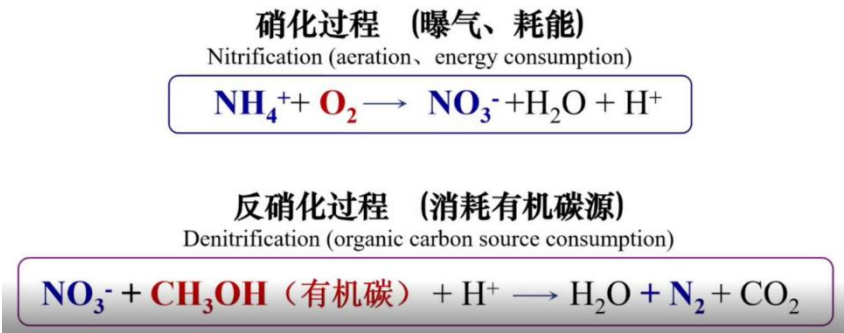 硝化过程 (曝气、耗能)
Nitrification (aeration、energy consumption)
NH₄⁺+ O₂ → NO₃⁻ +H₂O + H⁺
反硝化过程 (消耗有机碳源)
Denitrification (organic carbon source consumption)
NO₃⁻ + CH₃OH（有机碳） + H⁺ → H₂O + N₂ + CO₂